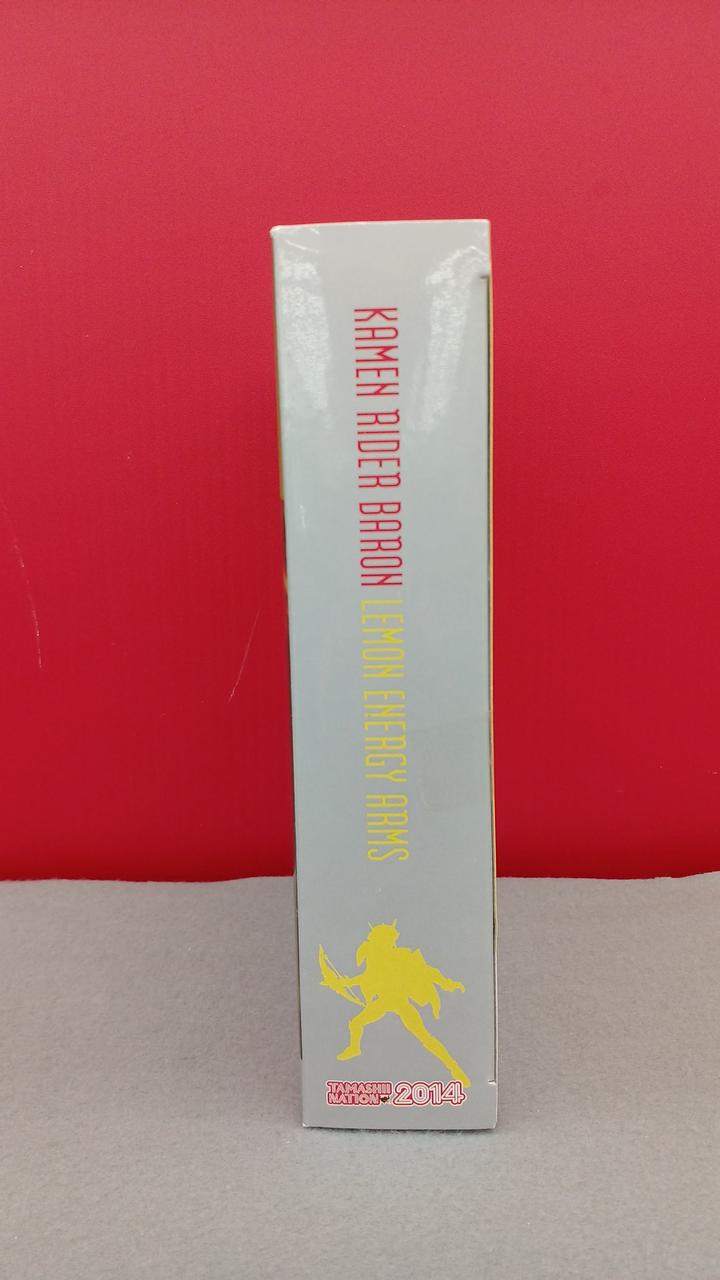 KAMEN RIDER BARON LEMON ENERGY ARMS
TAMASHII
NATION 2014